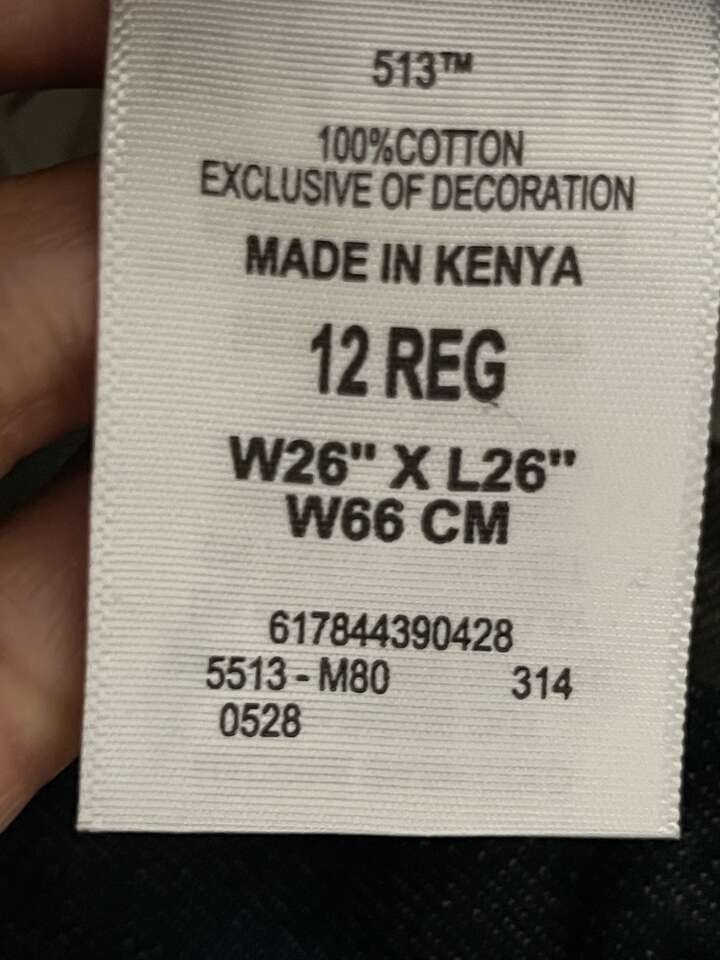 513™
100%COTTON
EXCLUSIVE OF DECORATION
MADE IN KENYA
12 REG
W26" X L26"
W66 CM
617844390428
5513 - M80 314
0528